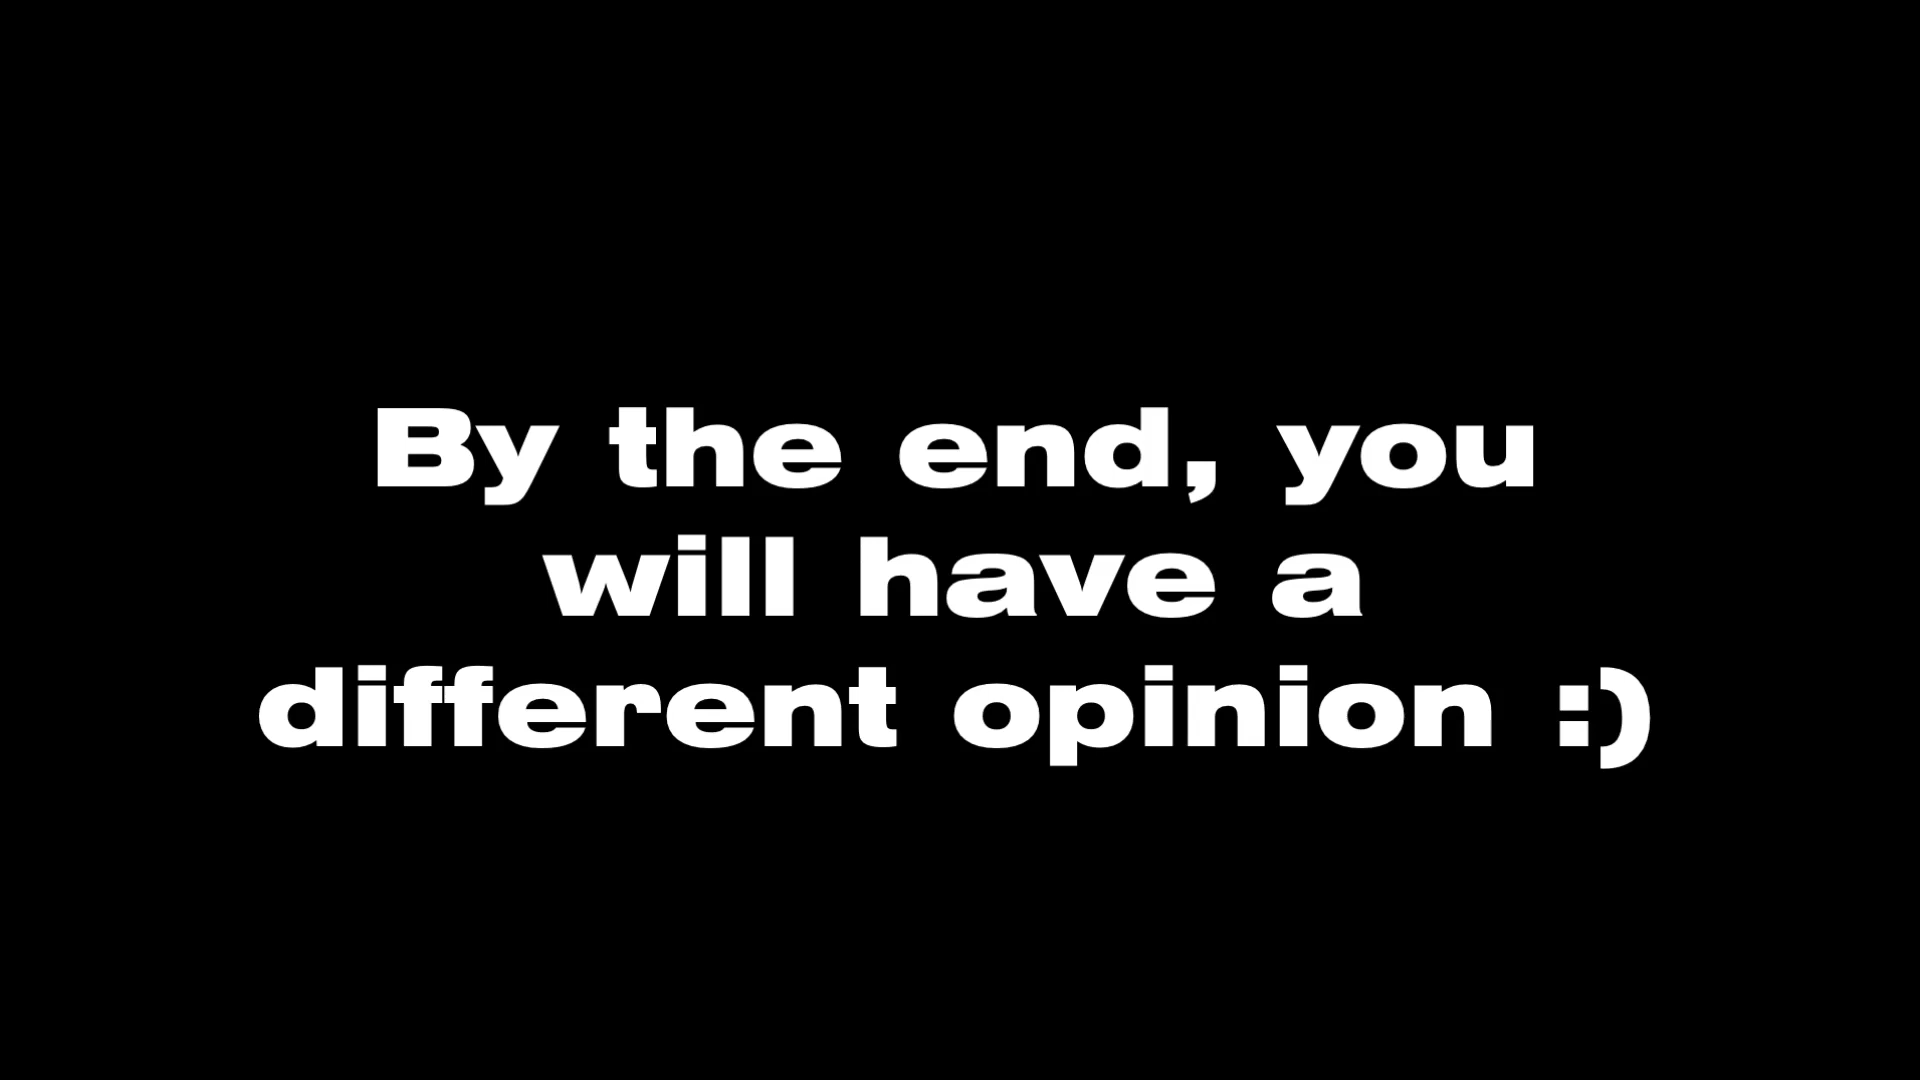 By the end, you
will have a
different opinion :)